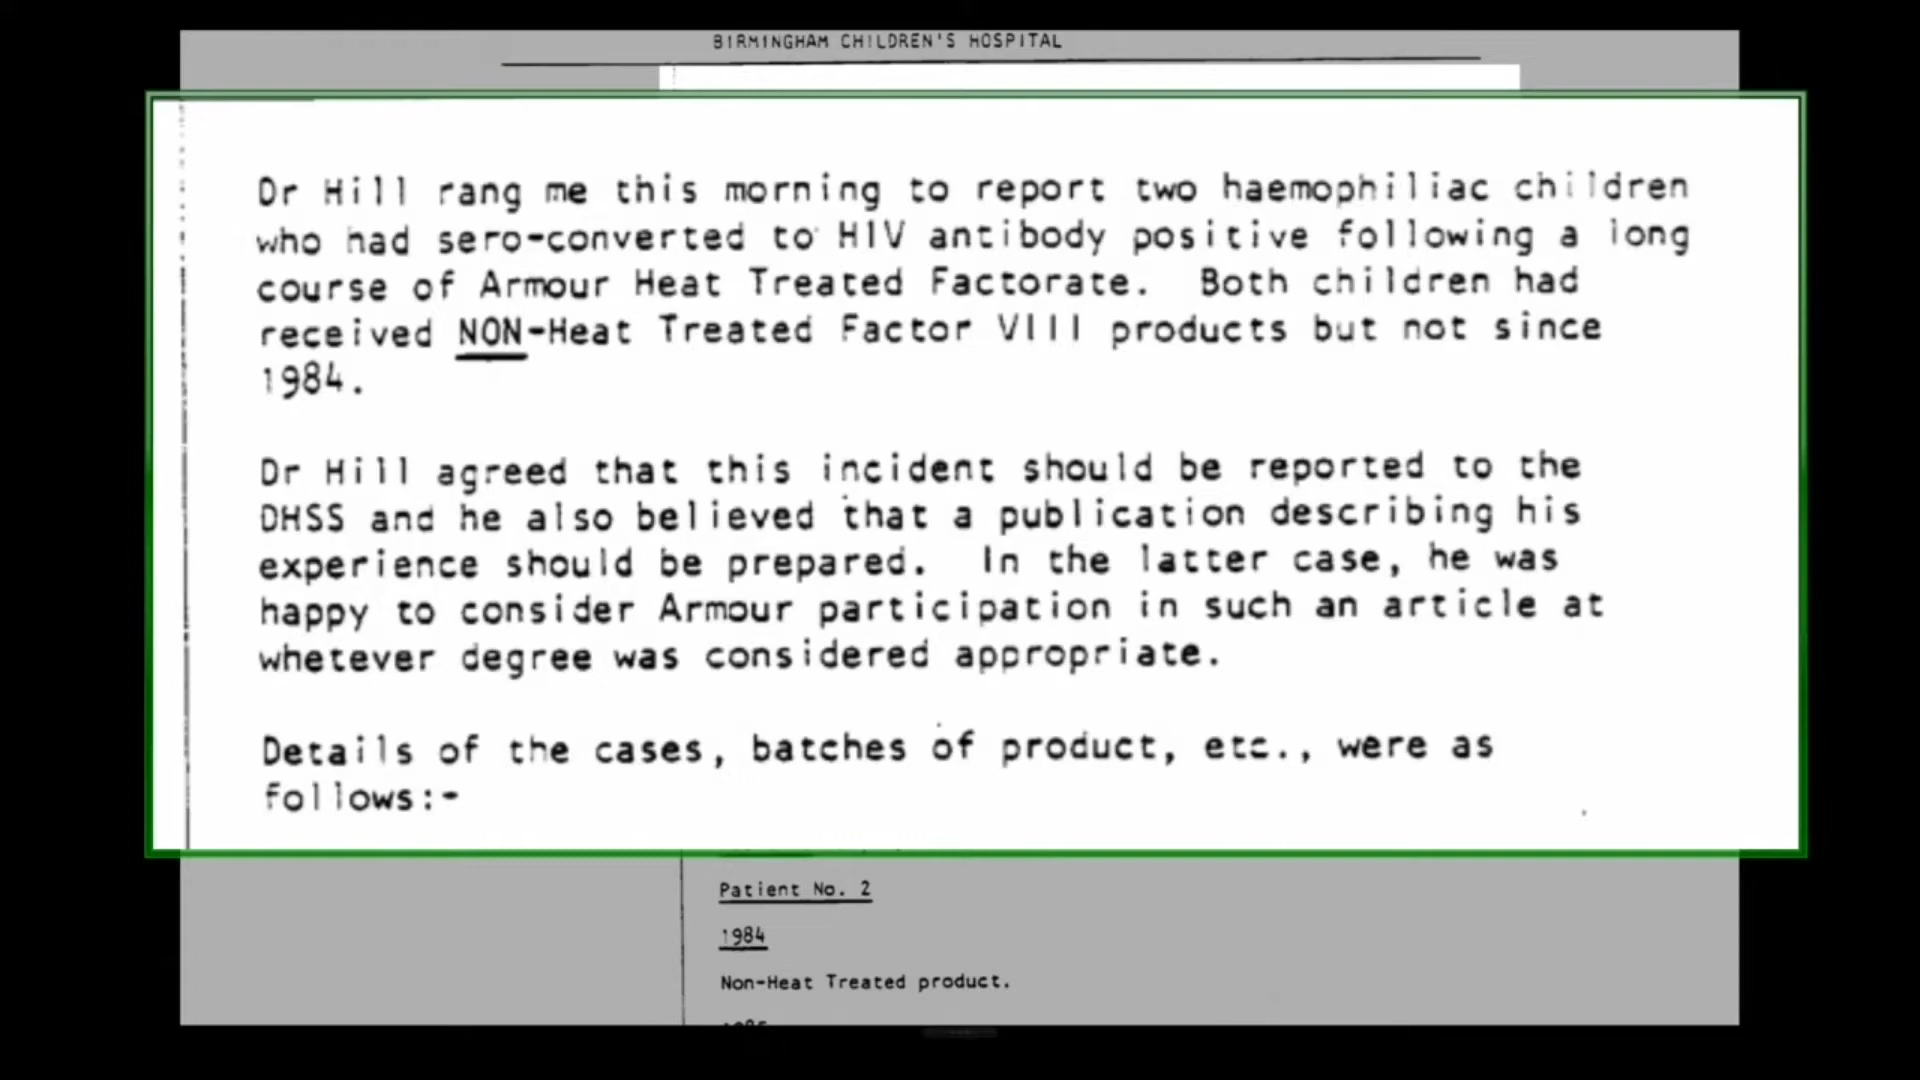 BIRMINGHAM CHILDREN'S HOSPITAL
Dr Hill rang me this morning to report two haemophiliac children
who had sero-converted to HIV antibody positive following a long
course of Armour Heat Treated Factorate. Both children had
received NON-Heat Treated Factor VIII products but not since
1984.
Dr Hill agreed that this incident should be reported to the
DHSS and he also believed that a publication describing his
experience should be prepared. In the latter case, he was
happy to consider Armour participation in such an article at
whetever degree was considered appropriate.
Details of the cases, batches of product, etc., were as
follows:-
Patient No. 2
1984
Non-Heat Treated product.